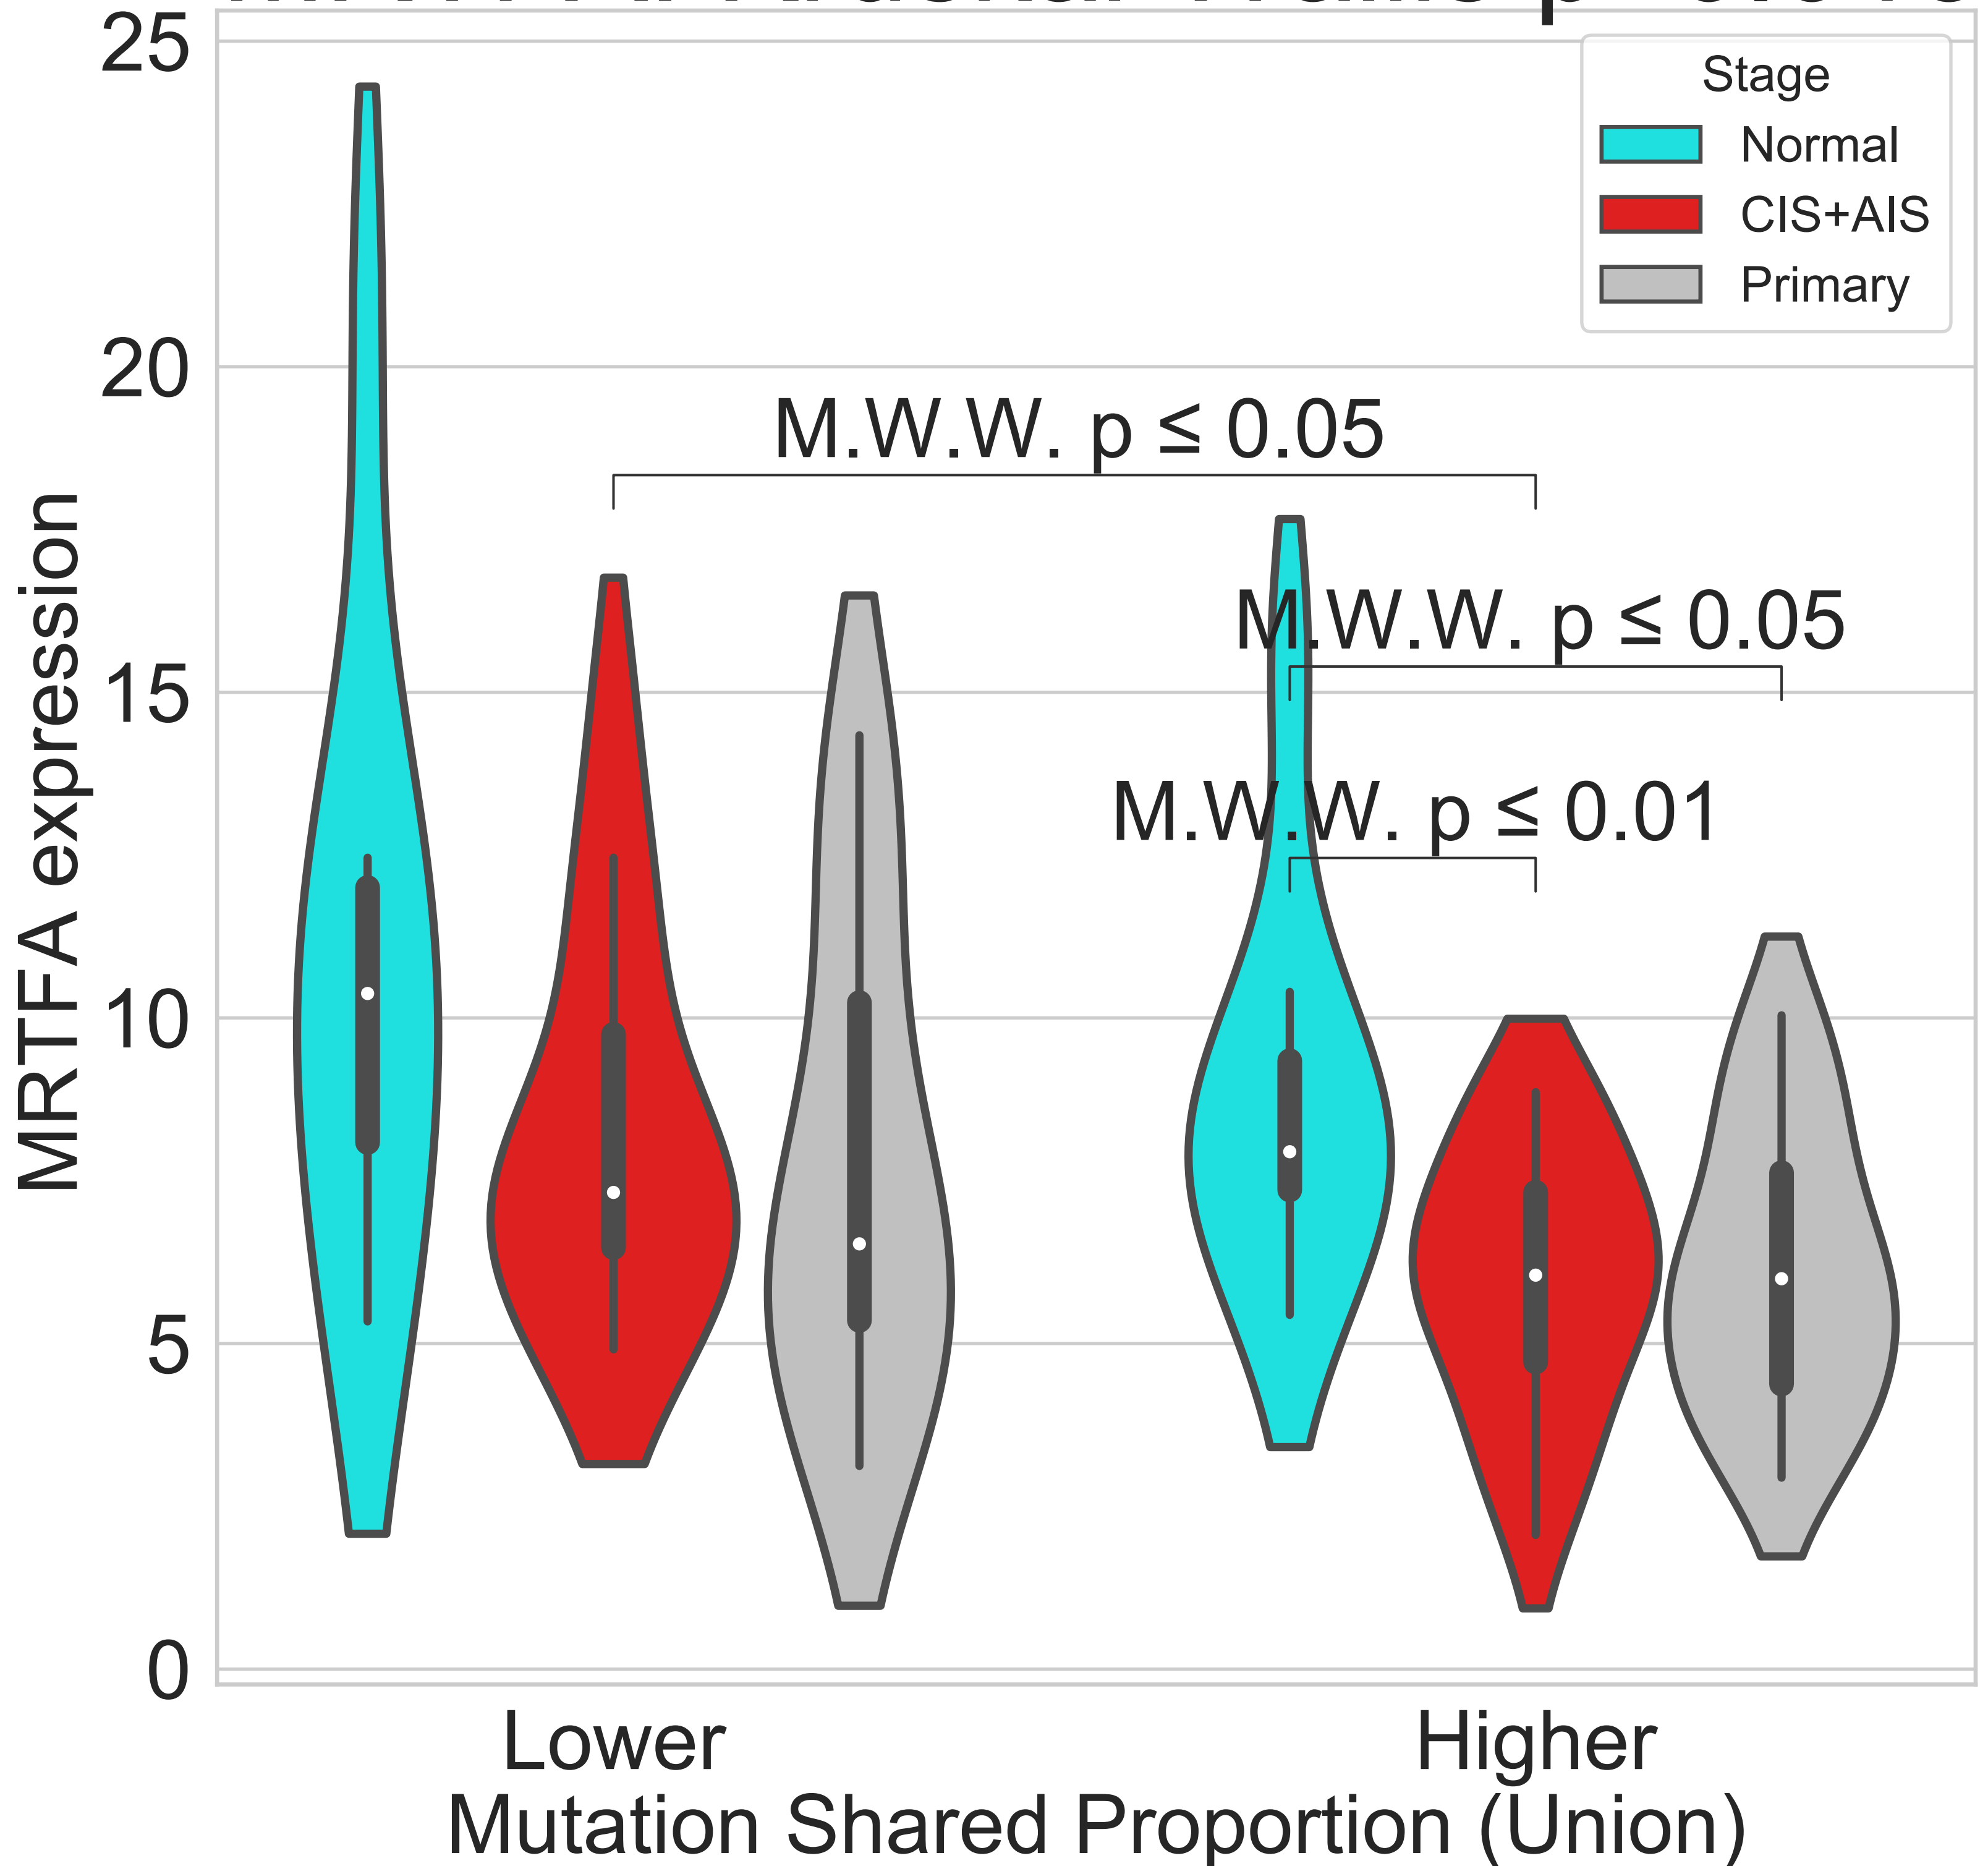 25
20
15
10
5
0
MRTFA expression
Stage
Normal
CIS+AIS
Primary
M.W.W. p ≤ 0.05
M.W.W. p ≤ 0.05
M.W.W. p ≤ 0.01
Lower
Higher
Mutation Shared Proportion (Union)